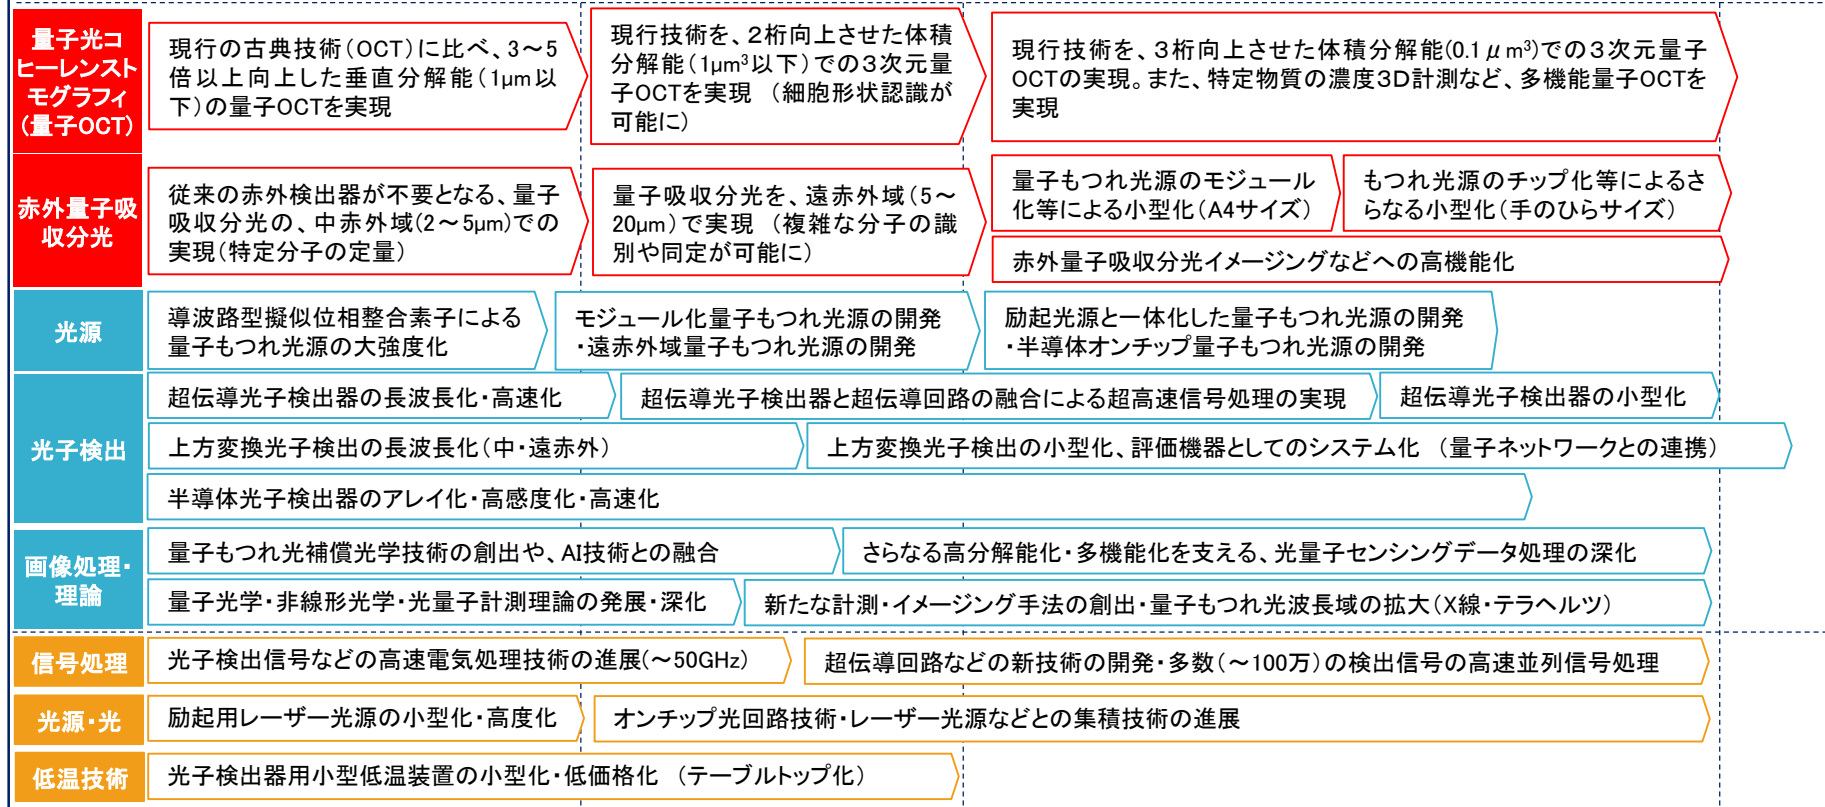 量子光コ
ヒーレンスト
モグラフィ
(量子OCT)
現行の古典技術(OCT)に比べ、3～5
倍以上向上した垂直分解能(1μm以
下)の量子OCTを実現
現行技術を、2桁向上させた体積
分解能(1μm³以下)での3次元量
子OCTを実現 (細胞形状認識が
可能に)
現行技術を、3桁向上させた体積分解能(0.1μm³)での3次元量子
OCTの実現。また、特定物質の濃度3D計測など、多機能量子OCTを
実現
赤外量子吸
収分光
従来の赤外検出器が不要となる、量子
吸収分光の、中赤外域(2～5μm)での
実現(特定分子の定量)
量子吸収分光を、遠赤外域(5～
20μm)で実現 (複雑な分子の識
別や同定が可能に)
量子もつれ光源のモジュール
化等による小型化(A4サイズ)
もつれ光源のチップ化等によるさ
らなる小型化(手のひらサイズ)
赤外量子吸収分光イメージングなどへの高機能化
光源
導波路型擬似位相整合素子による
量子もつれ光源の大強度化
モジュール化量子もつれ光源の開発
・遠赤外域量子もつれ光源の開発
励起光源と一体化した量子もつれ光源の開発
・半導体オンチップ量子もつれ光源の開発
光子検出
超伝導光子検出器の長波長化・高速化
超伝導光子検出器と超伝導回路の融合による超高速信号処理の実現
超伝導光子検出器の小型化
上方変換光子検出の長波長化(中・遠赤外)
上方変換光子検出の小型化、評価機器としてのシステム化 (量子ネットワークとの連携)
半導体光子検出器のアレイ化・高感度化・高速化
画像処理・
理論
量子もつれ光補償光学技術の創出や、AI技術との融合
さらなる高分解能化・多機能化を支える、光量子センシングデータ処理の深化
量子光学・非線形光学・光量子計測理論の発展・深化
新たな計測・イメージング手法の創出・量子もつれ光波長域の拡大(X線・テラヘルツ)
信号処理
光子検出信号などの高速電気処理技術の進展(～50GHz)
超伝導回路などの新技術の開発・多数(～100万)の検出信号の高速並列信号処理
光源・光
励起用レーザー光源の小型化・高度化
オンチップ光回路技術・レーザー光源などとの集積技術の進展
低温技術
光子検出器用小型低温装置の小型化・低価格化 (テーブルトップ化)